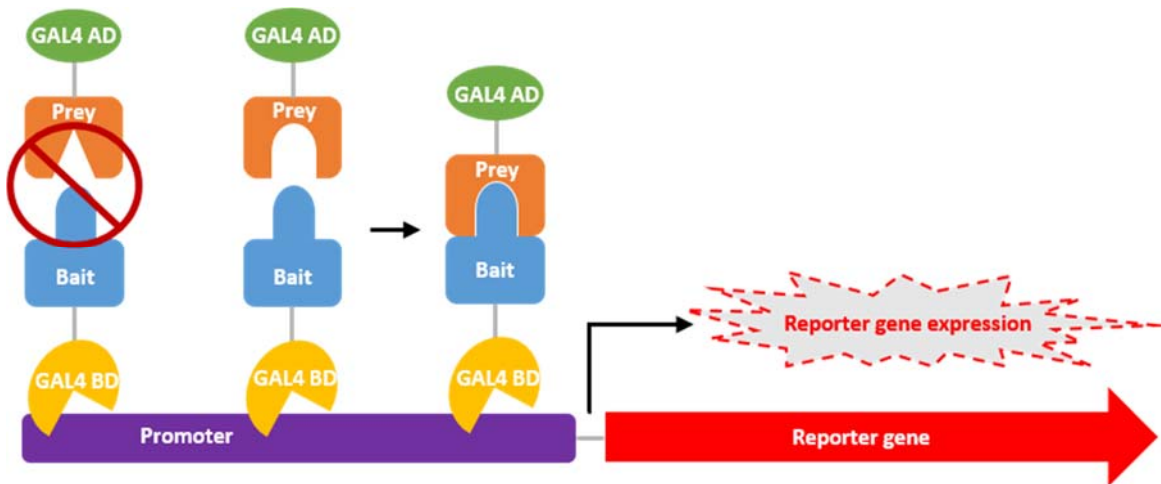 GAL4 AD
GAL4 AD
GAL4 AD
Prey
Prey
Prey
Bait
Bait
Bait
Reporter gene expression
GAL4 BD
GAL4 BD
GAL4 BD
Promoter
Reporter gene